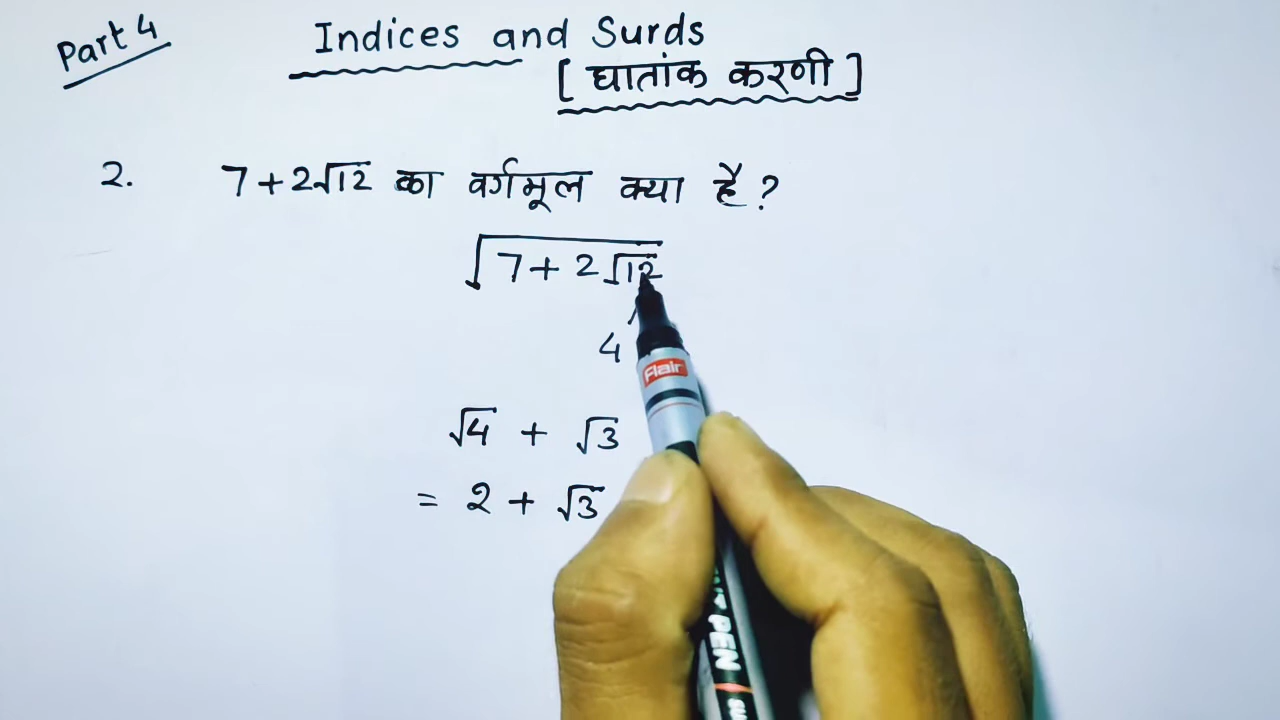 Part 4
Indices and Surds
[घातांक करणी]
2. 7+2√12 का वर्गमूल क्या है?
√(7+2√12)
4
√4 + √3
= 2 + √3
Flair
PEN